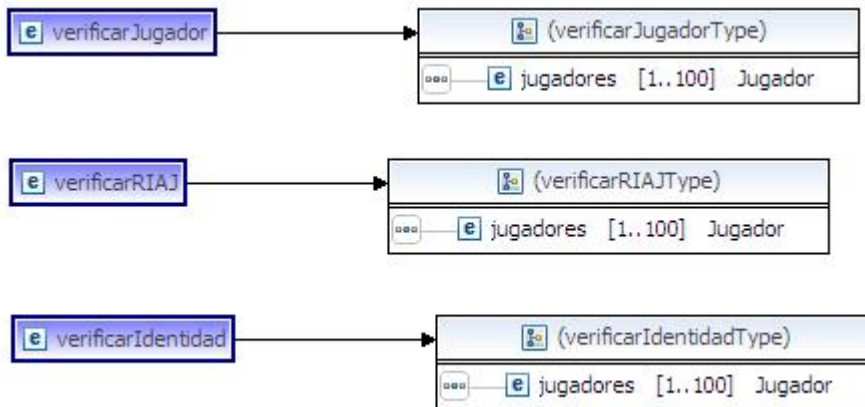 e verificarJugador
(verificarJugadorType)
e jugadores [1..100] Jugador
e verificarRIAJ
(verificarRIAJType)
e jugadores [1..100] Jugador
e verificarIdentidad
(verificarIdentidadType)
e jugadores [1..100] Jugador